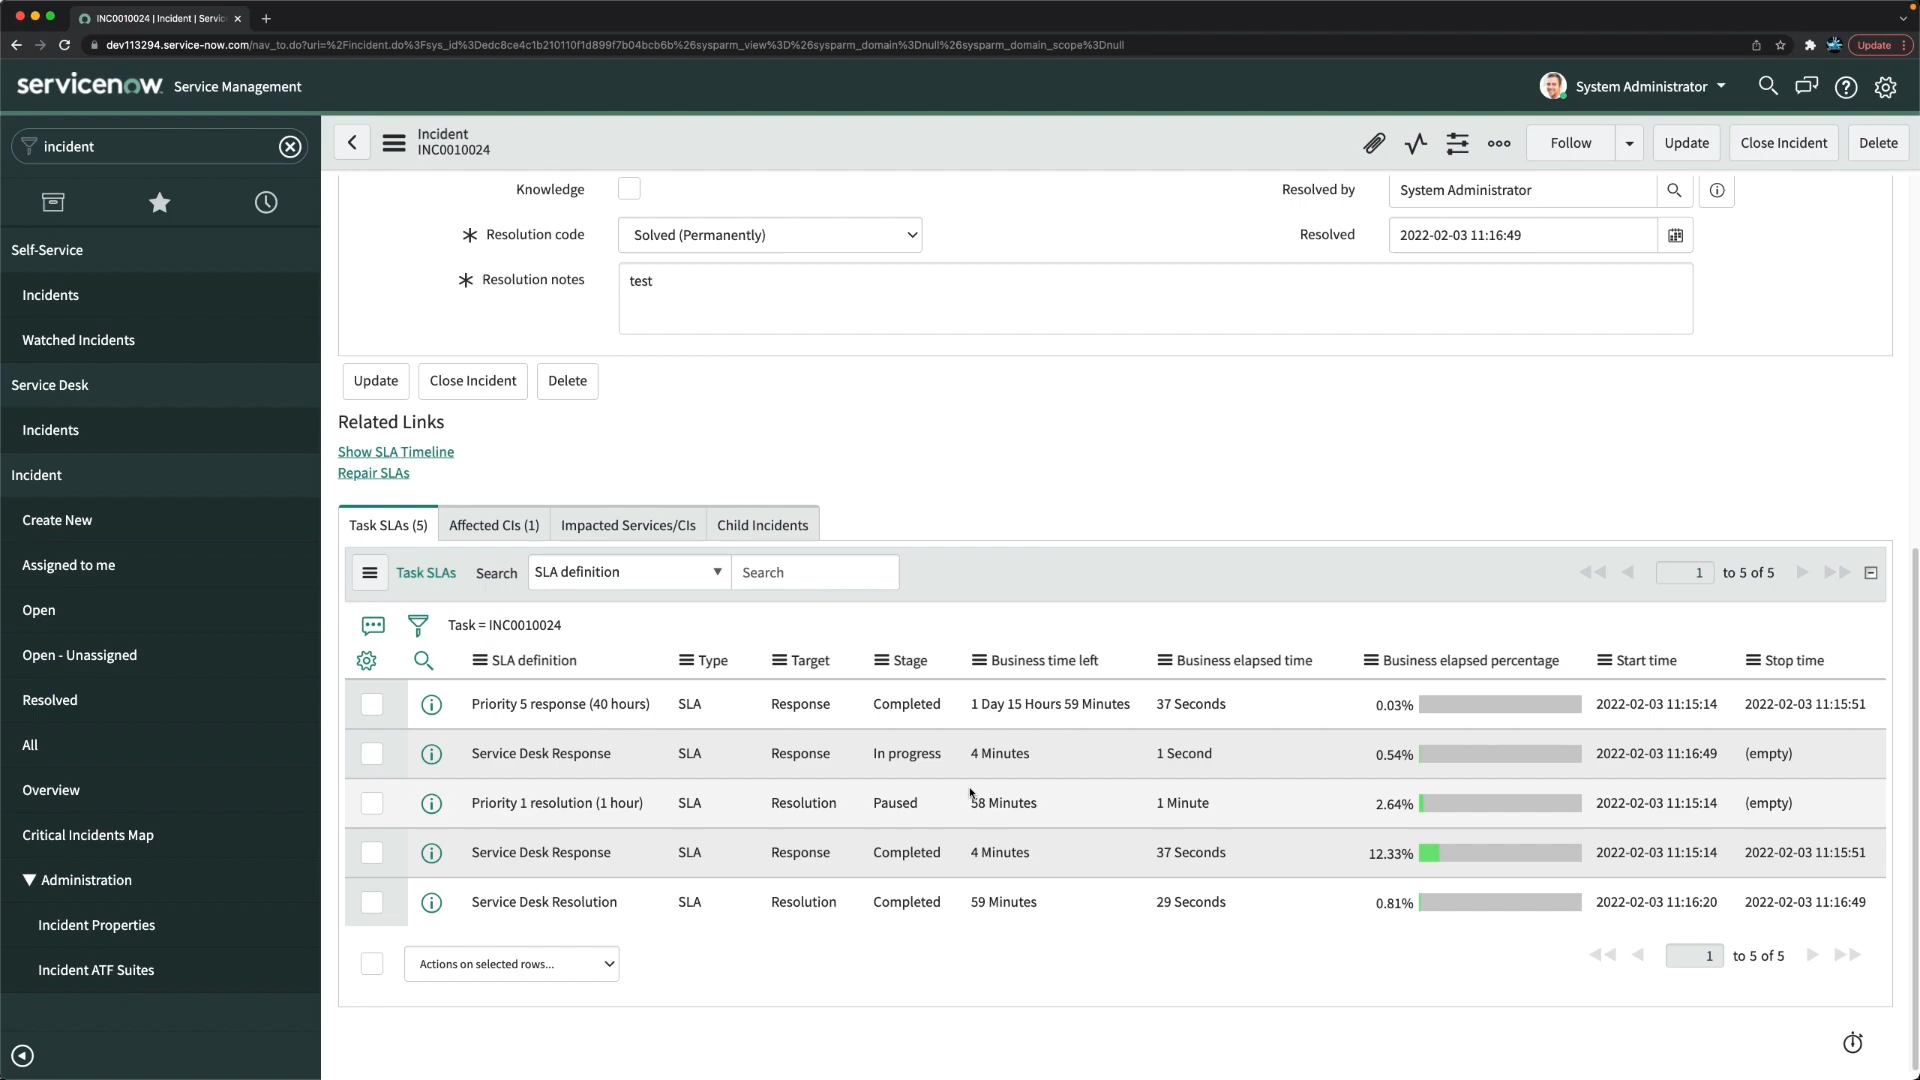 INC0010024 | Incident | Servic
dev113294.service-now.com/nav_to.do?url=%2Fincident.do%3Fsys_id%3Dedc8ce4c1b210110f1d899f7b04bcb6b%26sysparm_view%3D%26sysparm_domain%3Dnull%26sysparm_domain_scope%3Dnull
Update
servicenow Service Management
System Administrator
incident
Incident
INC0010024
Follow
Update
Close Incident
Delete
Self-Service
Incidents
Watched Incidents
Service Desk
Incidents
Incident
Create New
Assigned to me
Open
Open - Unassigned
Resolved
All
Overview
Critical Incidents Map
Administration
Incident Properties
Incident ATF Suites
Knowledge
Resolved by System Administrator
Resolution code Solved (Permanently)
Resolved 2022-02-03 11:16:49
Resolution notes test
Update Close Incident Delete
Related Links
Show SLA Timeline
Repair SLAs
Task SLAs (5) Affected CIs (1) Impacted Services/CIs Child Incidents
Task SLAs Search SLA definition Search 1 to 5 of 5
Task = INC0010024
SLA definition Type Target Stage Business time left Business elapsed time Business elapsed percentage Start time Stop time
Priority 5 response (40 hours) SLA Response Completed 1 Day 15 Hours 59 Minutes 37 Seconds 0.03% 2022-02-03 11:15:14 2022-02-03 11:15:51
Service Desk Response SLA Response In progress 4 Minutes 1 Second 0.54% 2022-02-03 11:16:49 (empty)
Priority 1 resolution (1 hour) SLA Resolution Paused 58 Minutes 1 Minute 2.64% 2022-02-03 11:15:14 (empty)
Service Desk Response SLA Response Completed 4 Minutes 37 Seconds 12.33% 2022-02-03 11:15:14 2022-02-03 11:15:51
Service Desk Resolution SLA Resolution Completed 59 Minutes 29 Seconds 0.81% 2022-02-03 11:16:20 2022-02-03 11:16:49
Actions on selected rows... 1 to 5 of 5